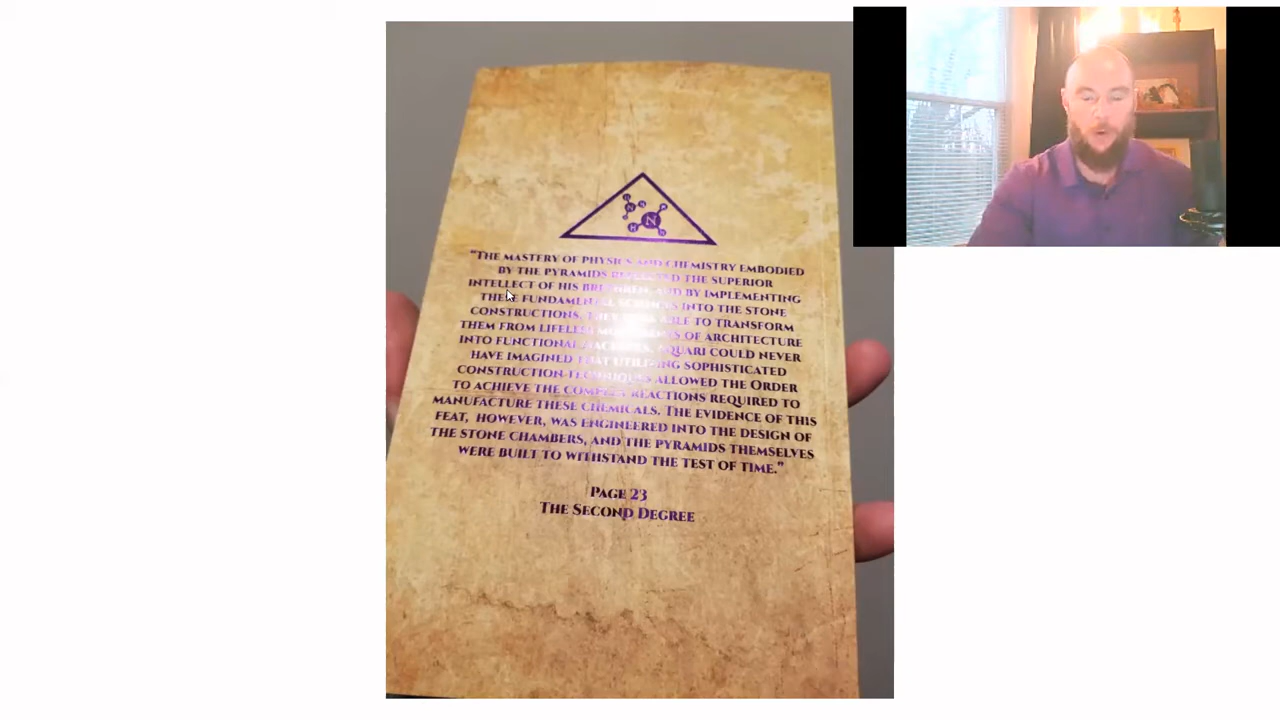 "THE MASTERY OF PHYSICS AND CHEMISTRY EMBODIED
BY THE PYRAMIDS THE SUPERIOR
INTELLECT OF HIS BRETHREN, AND BY IMPLEMENTING
THESE FUNDAMENTAL SCIENCES INTO THE STONE
CONSTRUCTIONS, THEY WERE ABLE TO TRANSFORM
THEM FROM LIFELESS MONUMENTS OF ARCHITECTURE
INTO FUNCTIONAL MACHINES. AQUARI COULD NEVER
HAVE IMAGINED THAT UTILIZING SOPHISTICATED
CONSTRUCTION TECHNIQUES ALLOWED THE ORDER
TO ACHIEVE THE COMPLEX REACTIONS REQUIRED TO
MANUFACTURE THESE CHEMICALS. THE EVIDENCE OF THIS
FEAT, HOWEVER, WAS ENGINEERED INTO THE DESIGN OF
THE STONE CHAMBERS, AND THE PYRAMIDS THEMSELVES
WERE BUILT TO WITHSTAND THE TEST OF TIME."
PAGE 23
THE SECOND DEGREE